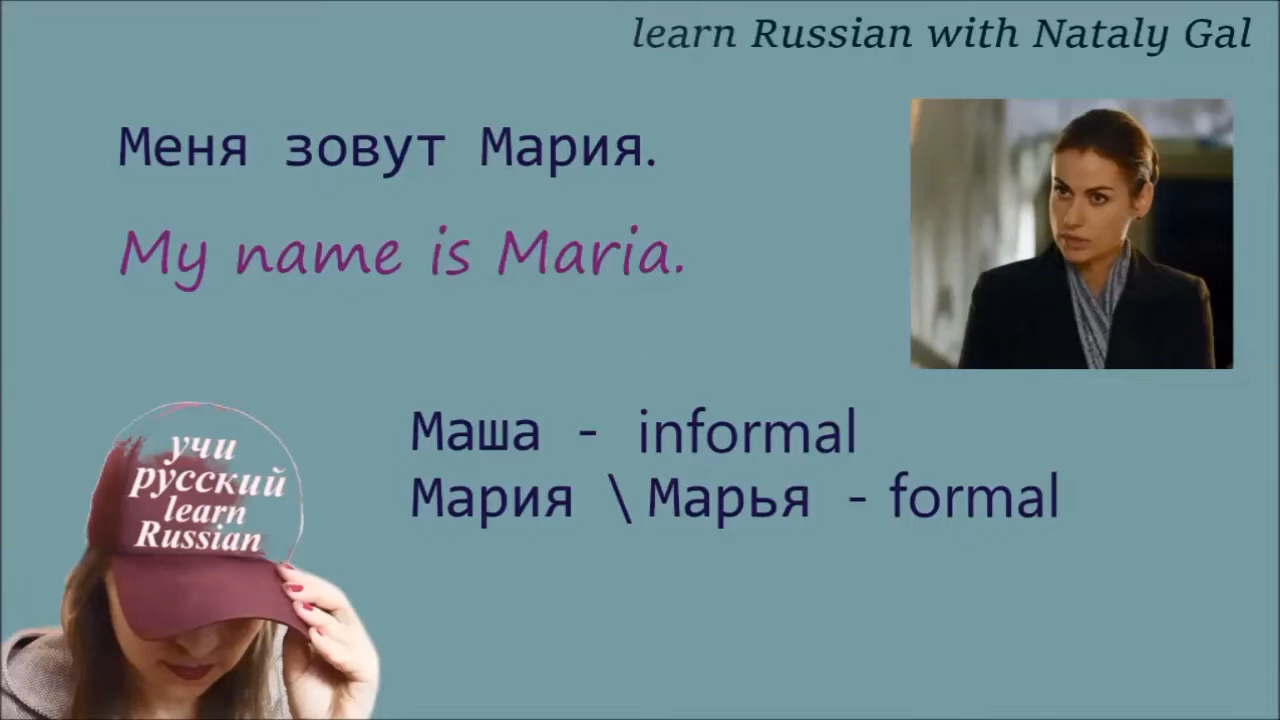 learn Russian with Nataly Gal
Меня зовут Мария.
My name is Maria.
Маша - informal
Мария \ Марья - formal
учи
русский
learn
Russian